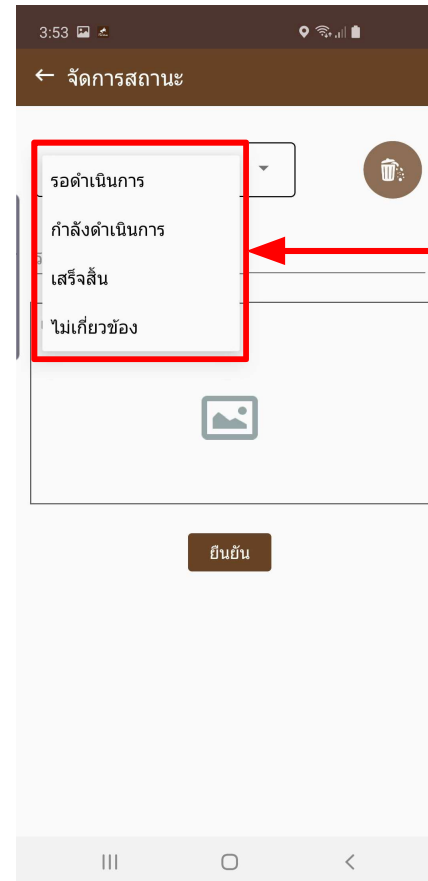 3:53
จัดการสถานะ
รอดำเนินการ
กำลังดำเนินการ
เสร็จสิ้น
ไม่เกี่ยวข้อง
ยืนยัน